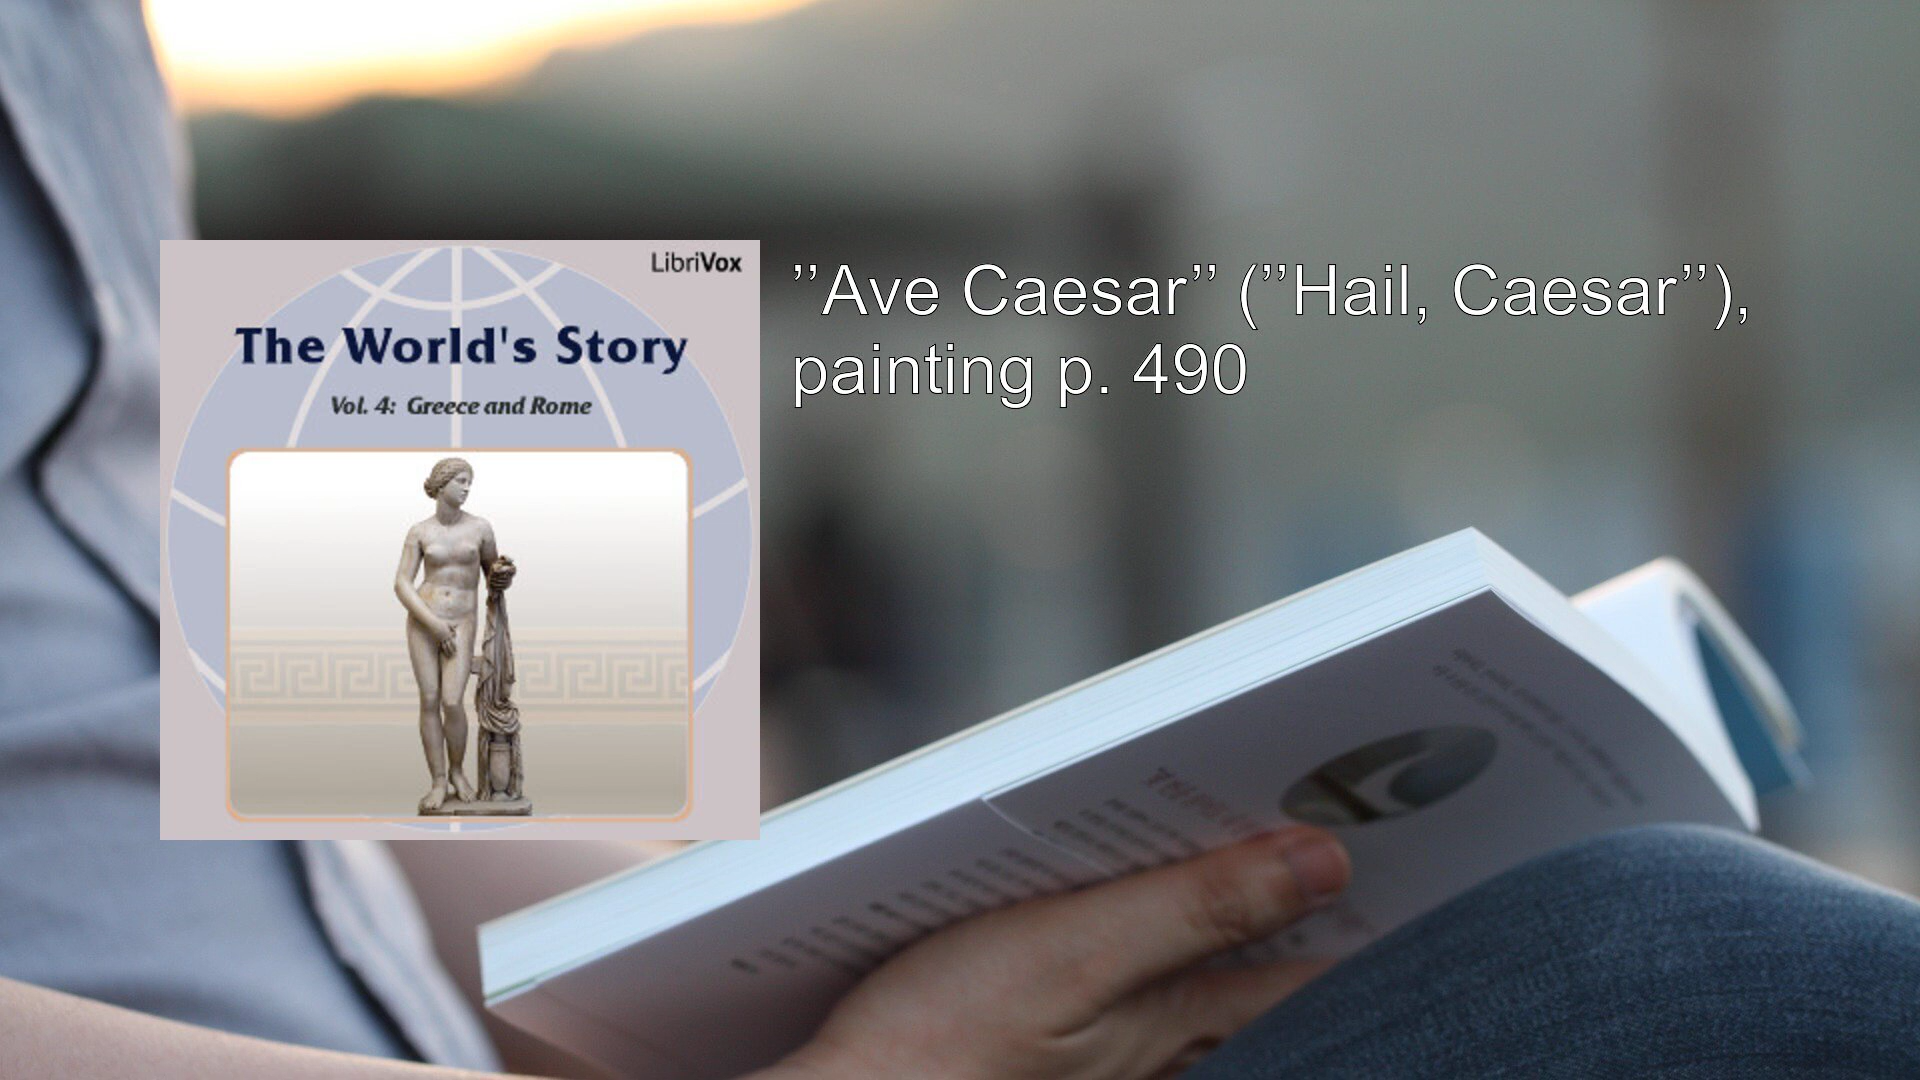 LibriVox
The World's Story
Vol. 4: Greece and Rome
”Ave Caesar” (”Hail, Caesar”),
painting p. 490